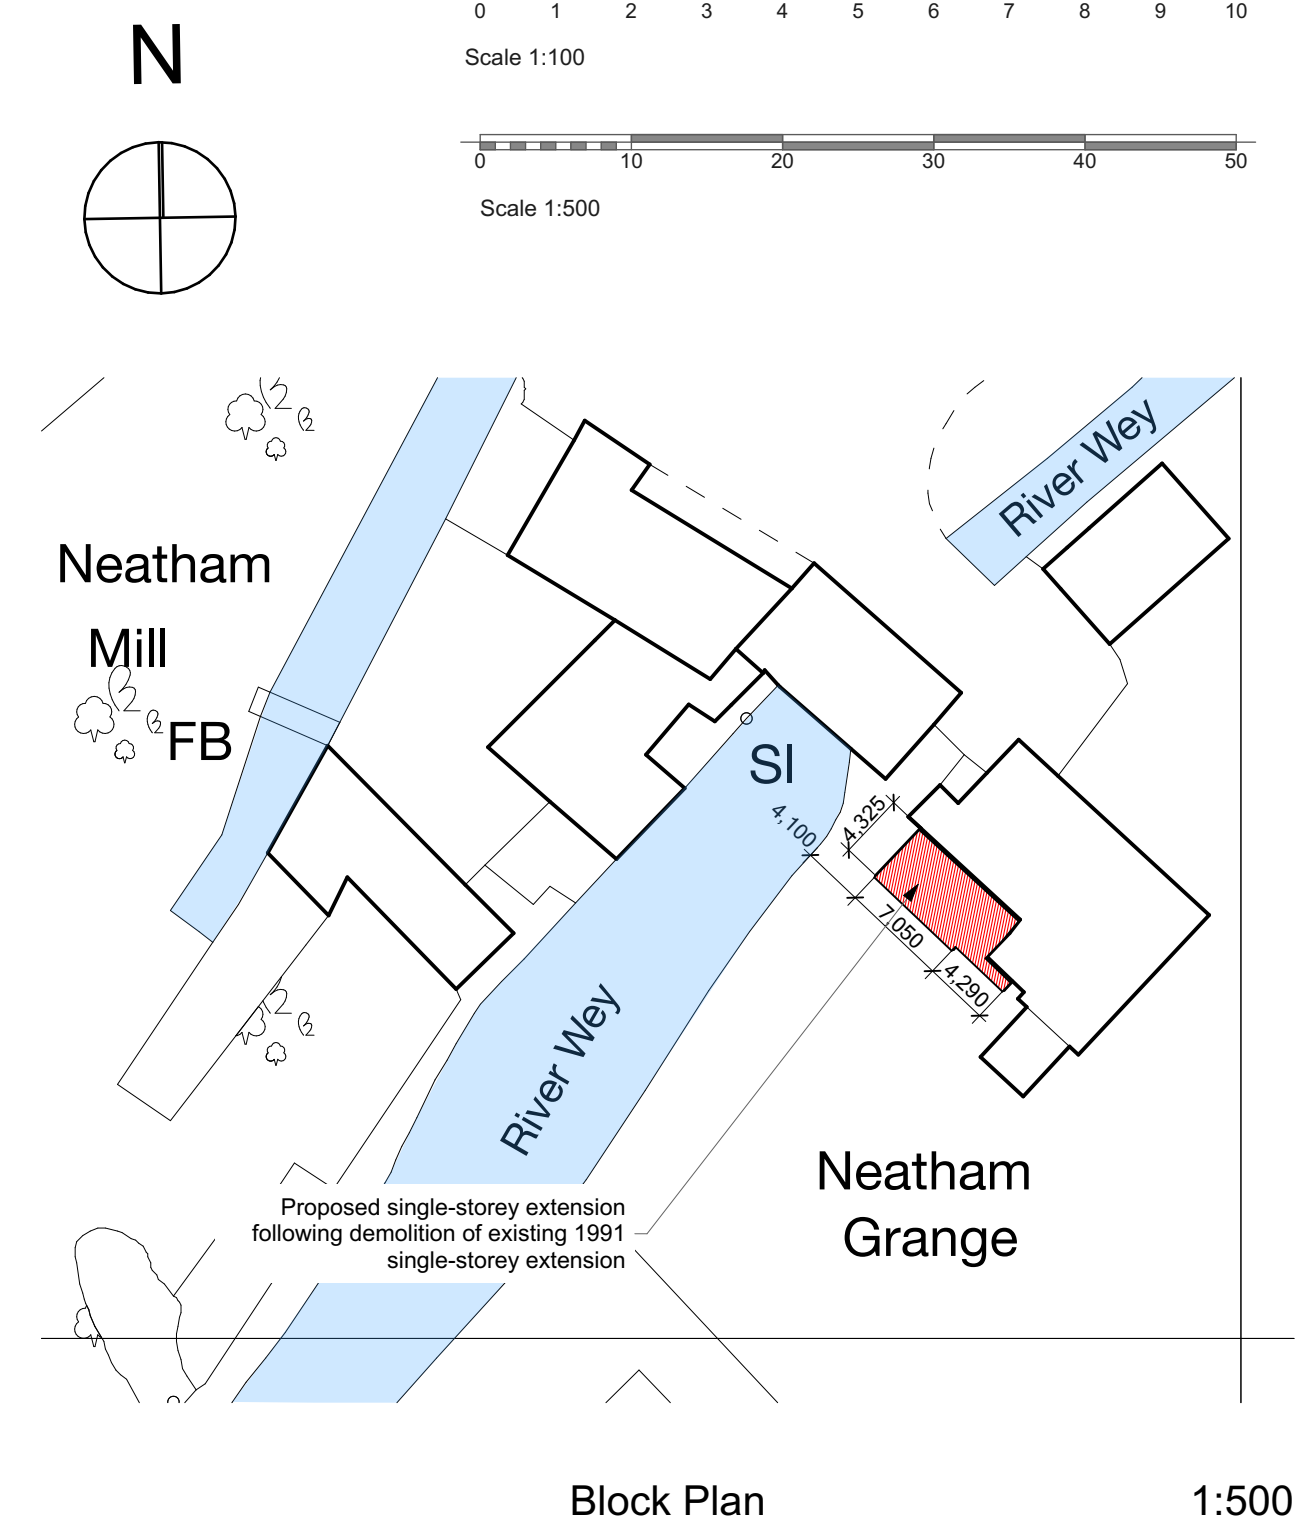 0 1 2 3 4 5 6 7 8 9 10
N
Scale 1:100
0 10 20 30 40 50
Scale 1:500
River Wey
Neatham
Mill
FB
SI
4,100
4,325
7,050
4,290
River Wey
Neatham
Grange
Proposed single-storey extension
following demolition of existing 1991
single-storey extension
Block Plan
1:500